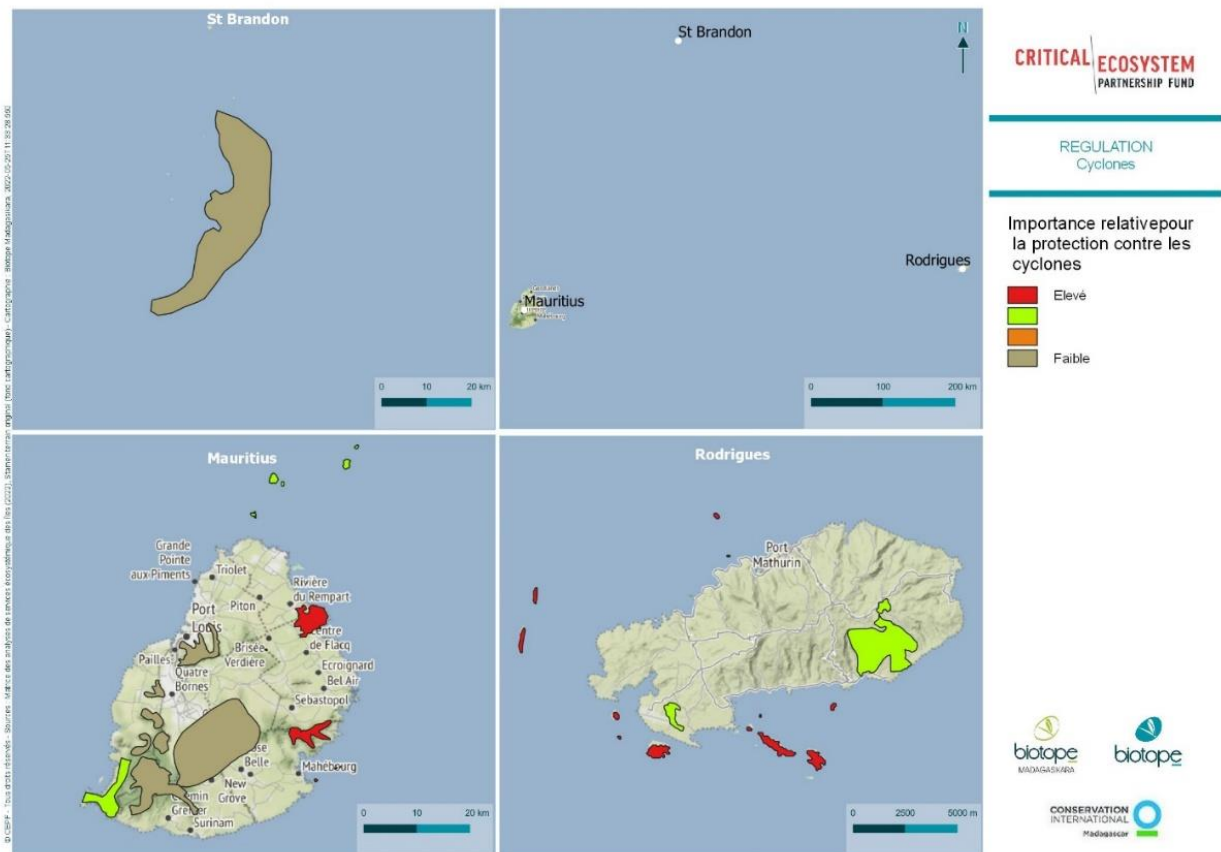 St Brandon
0 10 20 km
St Brandon
N
Rodrigues
Mauritius
0 100 200 km
CRITICAL ECOSYSTEM
PARTNERSHIP FUND
REGULATION
Cyclones
Importance relativepour
la protection contre les
cyclones
Elevé
Faible
Mauritius
Grande
Pointe
aux Piments
Triolet
Rivière
du Rempart
Piton
Port
Louis
Centre
de Flacq
Brisée
Verdière
Pailles
Quatre
Bornes
Ecroignard
Bel Air
Sebastopol
Belle
Mahébourg
New
Grove
Surinam
0 10 20 km
Rodrigues
Port
Mathurin
0 2500 5000 m
biotope
MADAGASKARA
biotope
CONSERVATION
INTERNATIONAL
Madagascar